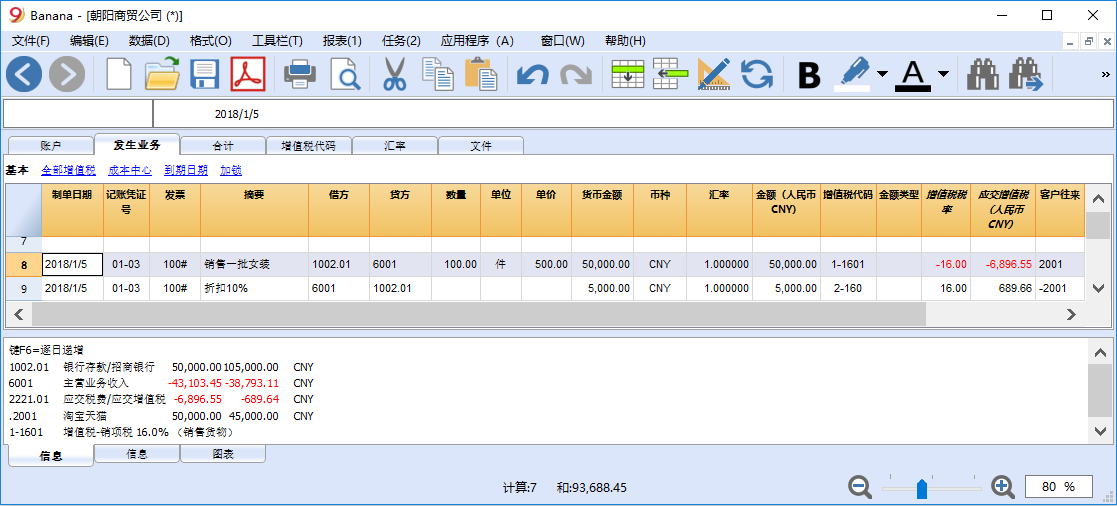 Banana - [朝阳商贸公司 (*)]
文件(F) 编辑(E) 数据(D) 格式(O) 工具栏(T) 报表(1) 任务(2) 应用程序（A） 窗口(W) 帮助(H)
B A »
2018/1/5
账户 发生业务 合计 增值税代码 汇率 文件
基本 全部增值税 成本中心 到期日期 加锁
制单日期 记账凭证号 发票 摘要 借方 贷方 数量 单位 单价 货币金额 币种 汇率 金额（人民币 CNY） 增值税代码 金额类型 增值税税率 应交增值税（人民币 CNY） 客户往来
7
8 2018/1/5 01-03 100# 销售一批女装 1002.01 6001 100.00 件 500.00 50,000.00 CNY 1.000000 50,000.00 1-1601 -16.00 -6,896.55 2001
9 2018/1/5 01-03 100# 折扣10% 6001 1002.01 5,000.00 CNY 1.000000 5,000.00 2-160 16.00 689.66 -2001
键F6=逐日递增
1002.01 银行存款/招商银行 50,000.00 105,000.00 CNY
6001 主营业务收入 -43,103.45 -38,793.11 CNY
2221.01 应交税费/应交增值税 -6,896.55 -689.64 CNY
.2001 淘宝天猫 50,000.00 45,000.00 CNY
1-1601 增值税-销项税 16.0% （销售货物）
信息 信息 图表
计算:7 和:93,688.45 80 %